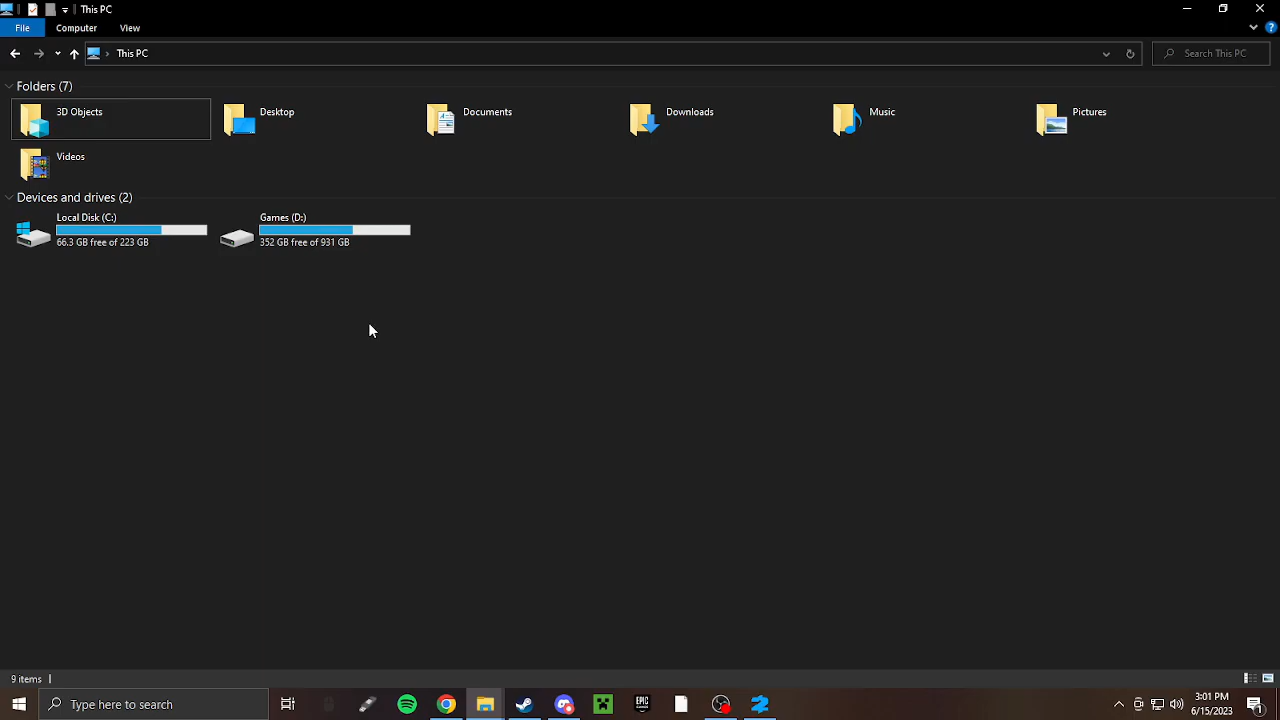 This PC
File Computer View
This PC Search This PC
Folders (7)
3D Objects Desktop Documents Downloads Music Pictures
Videos
Devices and drives (2)
Local Disk (C:) Games (D:)
66.3 GB free of 223 GB 352 GB free of 931 GB
9 items
Type here to search EPIC 3:01 PM
6/15/2023